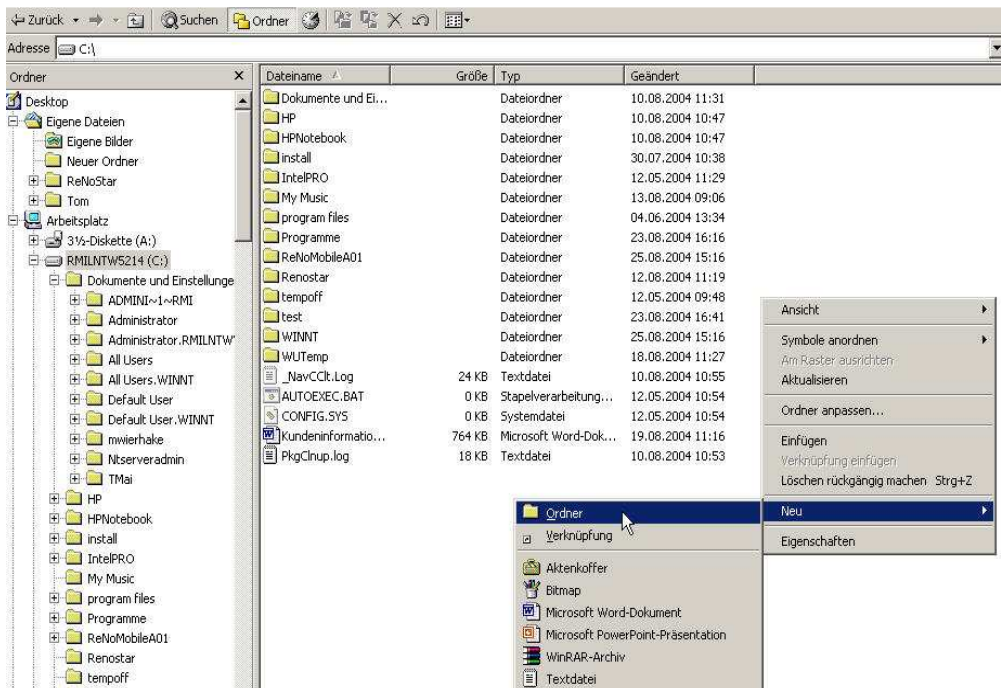 Zurück Suchen Ordner
Adresse C:\
Ordner x
Desktop
Eigene Dateien
Eigene Bilder
Neuer Ordner
ReNoStar
Tom
Arbeitsplatz
3½-Diskette (A:)
RMILNTW5214 (C:)
Dokumente und Einstellunge
ADMINI~1~RMI
Administrator
Administrator.RMILNTW
All Users
All Users.WINNT
Default User
Default User.WINNT
mwierhake
Ntserveradmin
TMai
HP
HPNotebook
install
IntelPRO
My Music
program files
Programme
ReNoMobileA01
Renostar
tempoff
Dateiname Größe Typ Geändert
Dokumente und Ei... Dateiordner 10.08.2004 11:31
HP Dateiordner 10.08.2004 10:47
HPNotebook Dateiordner 10.08.2004 10:47
install Dateiordner 30.07.2004 10:38
IntelPRO Dateiordner 12.05.2004 11:29
My Music Dateiordner 13.08.2004 09:06
program files Dateiordner 04.06.2004 13:34
Programme Dateiordner 23.08.2004 16:16
ReNoMobileA01 Dateiordner 25.08.2004 15:16
Renostar Dateiordner 12.08.2004 11:19
tempoff Dateiordner 12.05.2004 09:48
test Dateiordner 23.08.2004 16:41
WINNT Dateiordner 25.08.2004 15:16
WUTemp Dateiordner 18.08.2004 11:27
_NavCClt.Log 24 KB Textdatei 10.08.2004 10:55
AUTOEXEC.BAT 0 KB Stapelverarbeitung... 12.05.2004 10:54
CONFIG.SYS 0 KB Systemdatei 12.05.2004 10:54
Kundeninformatio... 764 KB Microsoft Word-Dok... 19.08.2004 11:16
PkgClnup.log 18 KB Textdatei 10.08.2004 10:53
Ansicht
Symbole anordnen
Am Raster ausrichten
Aktualisieren
Ordner anpassen...
Einfügen
Verknüpfung einfügen
Löschen rückgängig machen Strg+Z
Neu
Eigenschaften
Ordner
Verknüpfung
Aktenkoffer
Bitmap
Microsoft Word-Dokument
Microsoft PowerPoint-Präsentation
WinRAR-Archiv
Textdatei